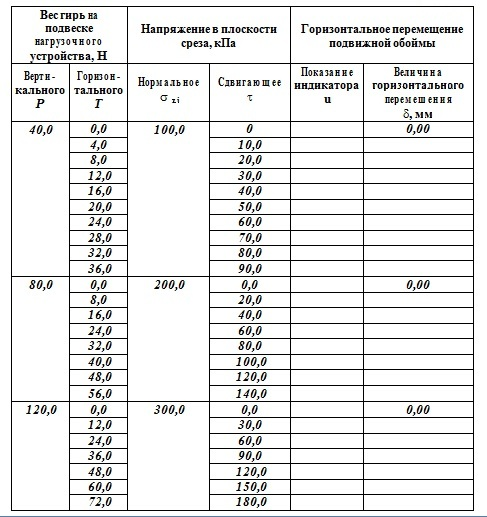 Вес гирь на
подвеске
нагрузочного
устройства, Н
Напряжение в плоскости
среза, кПа
Горизонтальное перемещение
подвижной обоймы
Верти-
кального
P
Горизон-
тального
T
Нормальное
σ zi
Сдвигающее
τ
Показание
индикатора
u
Величина
горизонтального
перемешения
δ, мм
40,0 0,0 100,0 0 0,00
4,0 10,0
8,0 20,0
12,0 30,0
16,0 40,0
20,0 50,0
24,0 60,0
28,0 70,0
32,0 80,0
36,0 90,0
80,0 0,0 200,0 0,0 0,00
8,0 20,0
16,0 40,0
24,0 60,0
32,0 80,0
40,0 100,0
48,0 120,0
56,0 140,0
120,0 0,0 300,0 0,0 0,00
12,0 30,0
24,0 60,0
36,0 90,0
48,0 120,0
60,0 150,0
72,0 180,0